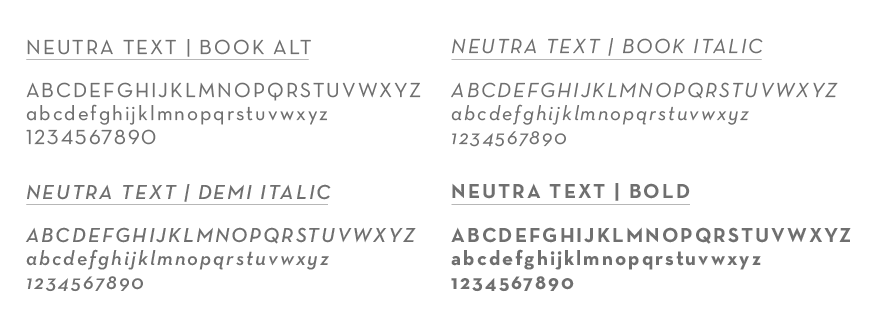 NEUTRA TEXT | BOOK ALT
ABCDEFGHIJKLMNOPQRSTUVWXYZ
abcdefghijklmnopqrstuvwxyz
1234567890
NEUTRA TEXT | BOOK ITALIC
ABCDEFGHIJKLMNOPQRSTUVWXYZ
abcdefghijklmnopqrstuvwxyz
1234567890
NEUTRA TEXT | DEMI ITALIC
ABCDEFGHIJKLMNOPQRSTUVWXYZ
abcdefghijklmnopqrstuvwxyz
1234567890
NEUTRA TEXT | BOLD
ABCDEFGHIJKLMNOPQRSTUVWXYZ
abcdefghijklmnopqrstuvwxyz
1234567890